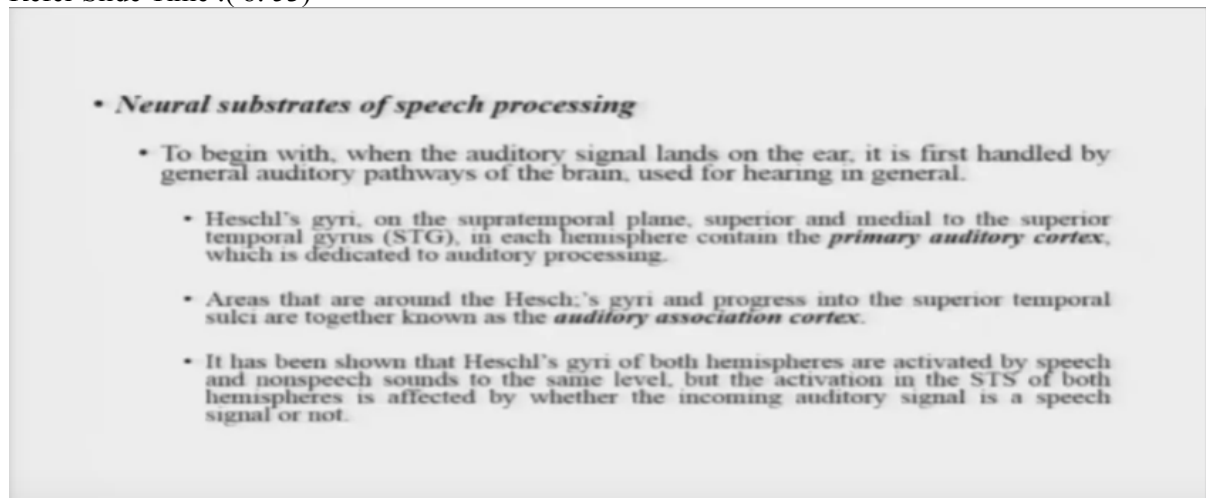 • Neural substrates of speech processing
• To begin with, when the auditory signal lands on the ear, it is first handled by
general auditory pathways of the brain, used for hearing in general.
• Heschl's gyri, on the supratemporal plane, superior and medial to the superior
temporal gyrus (STG), in each hemisphere contain the primary auditory cortex,
which is dedicated to auditory processing.
• Areas that are around the Hesch;'s gyri and progress into the superior temporal
sulci are together known as the auditory association cortex.
• It has been shown that Heschl's gyri of both hemispheres are activated by speech
and nonspeech sounds to the same level, but the activation in the STS of both
hemispheres is affected by whether the incoming auditory signal is a speech
signal or not.